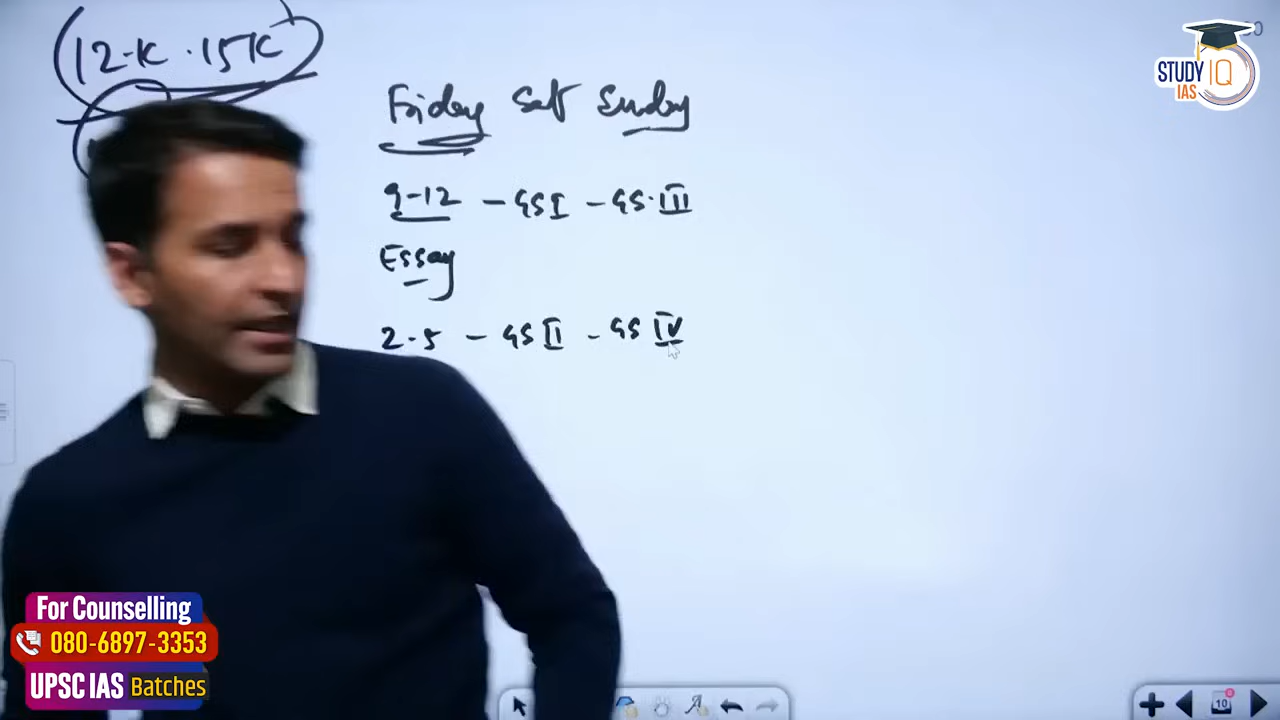 (12-K - 15K)
Friday Sat Sunday
9-12 - GS I - GS. III
Essay
2-5 - GS II - GS IV
STUDY IQ
IAS
For Counselling
080-6897-3353
UPSC IAS Batches
10